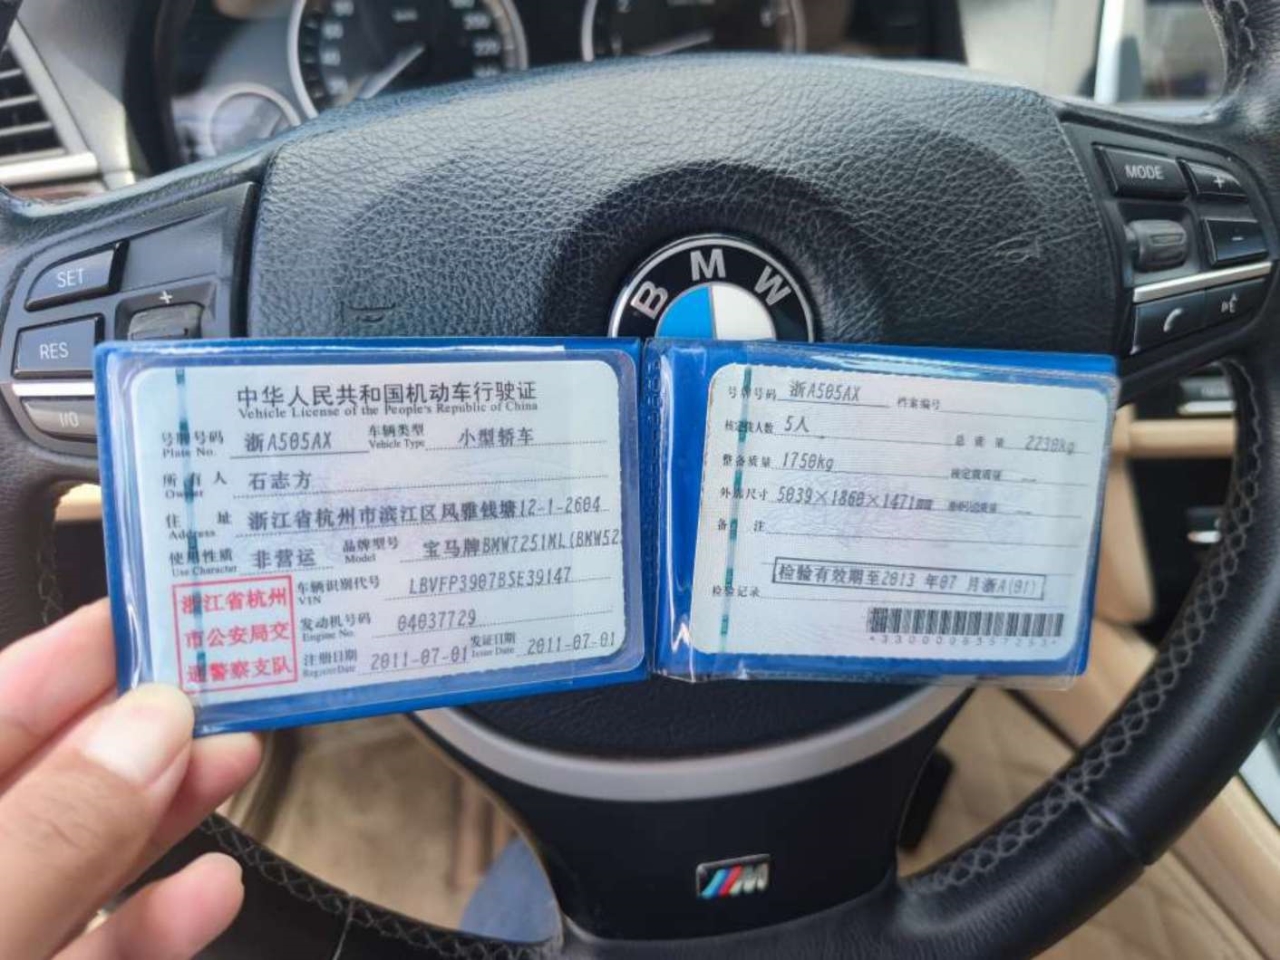 SET
+
RES
I/O
MODE
+
-
BMW
中华人民共和国机动车行驶证
Vehicle License of the People's Republic of China
号牌号码 浙A505AX 车辆类型 小型轿车
Plate No. Vehicle Type
所有人 石志方
Owner
住址 浙江省杭州市滨江区风雅钱塘12-1-2604
Address
使用性质 非营运 品牌型号 宝马牌BMW7251ML(BMW52
Use Character Model
浙江省杭州
市公安局交
通警察支队
车辆识别代号 LBVFP3907BSE39147
VIN
发动机号码 04037729
Engine No.
注册日期 2011-07-01 发证日期 2011-07-01
Register Date Issue Date
号牌号码 浙A505AX 档案编号
核定载人数 5人 总质量 2230kg
整备质量 1750kg 核定载质量
外廓尺寸 5039×1860×1471mm
备注
检验有效期至2013年07月浙A(01)
检验记录
M